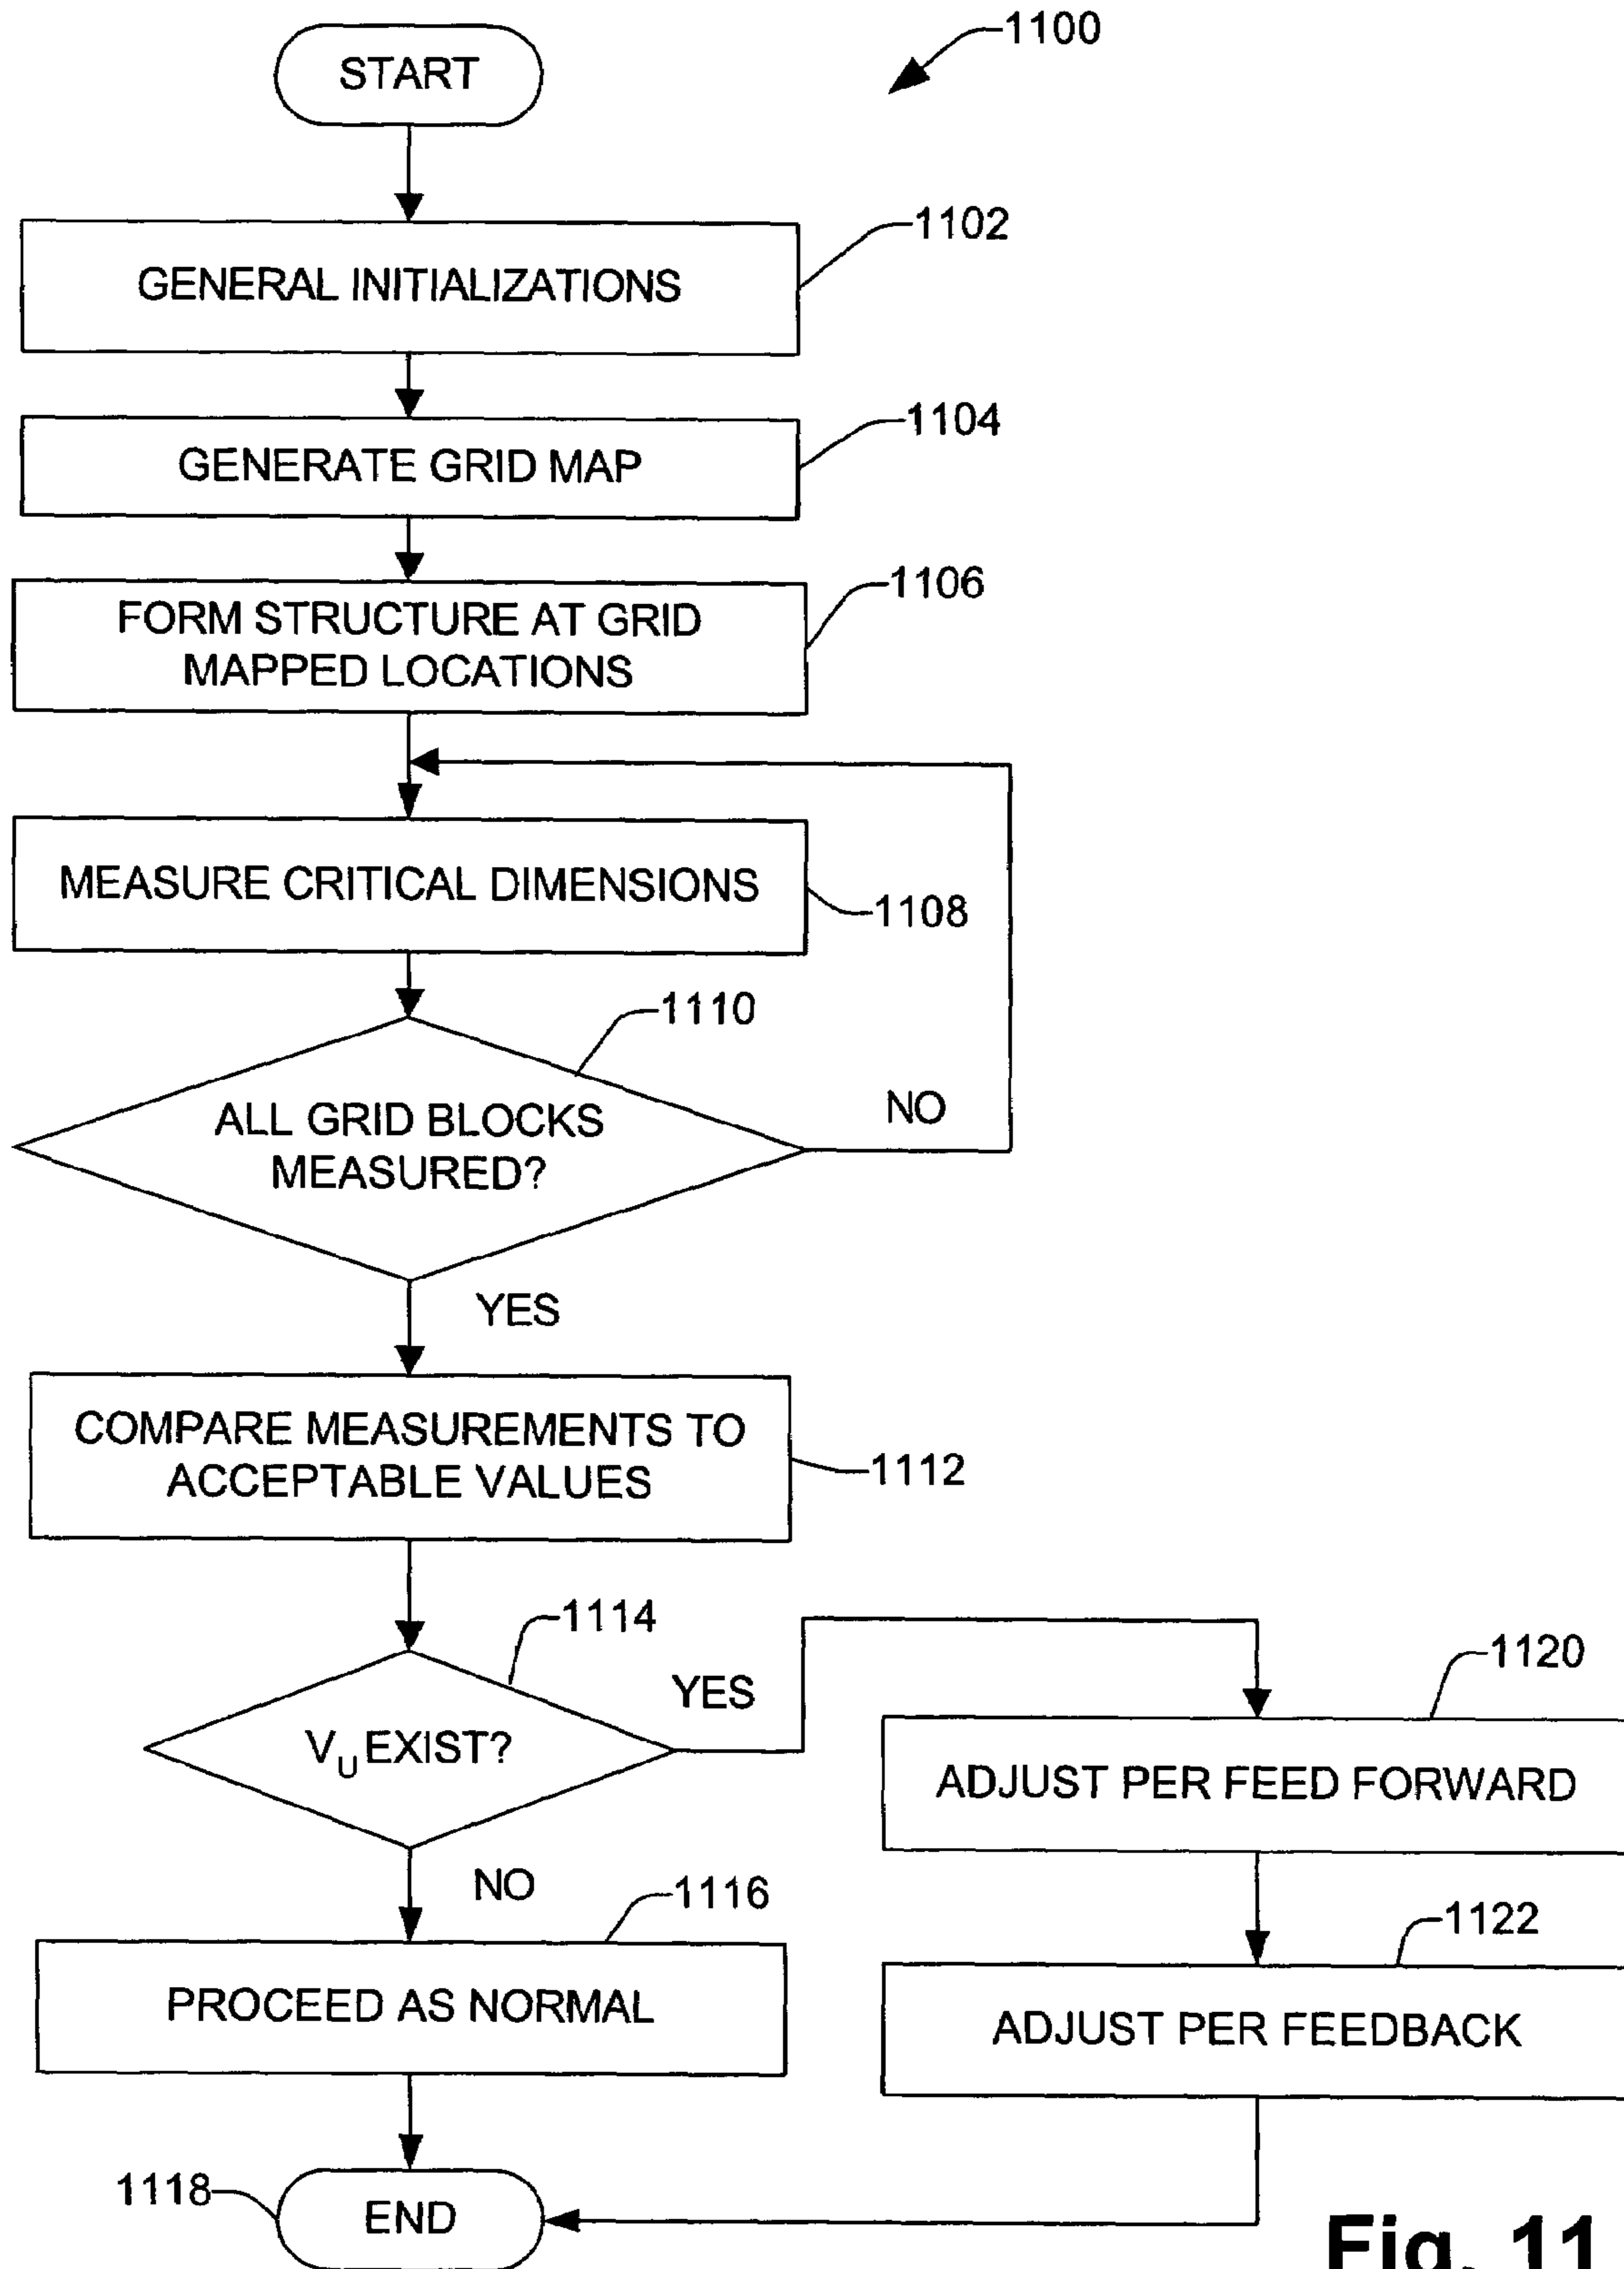 START
1100
1102
GENERAL INITIALIZATIONS
1104
GENERATE GRID MAP
1106
FORM STRUCTURE AT GRID
MAPPED LOCATIONS
MEASURE CRITICAL DIMENSIONS
1108
1110
ALL GRID BLOCKS
MEASURED?
NO
YES
COMPARE MEASUREMENTS TO
ACCEPTABLE VALUES
1112
1114
YES
VU EXIST?
1120
ADJUST PER FEED FORWARD
NO
1116
1122
PROCEED AS NORMAL
ADJUST PER FEEDBACK
1118
END
Fig. 11